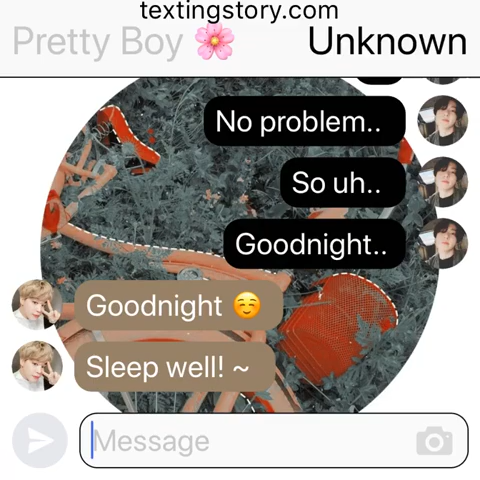 textingstory.com
Pretty Boy 🌸 Unknown
No problem..
So uh..
Goodnight..
Goodnight ☺️
Sleep well! ~
Message